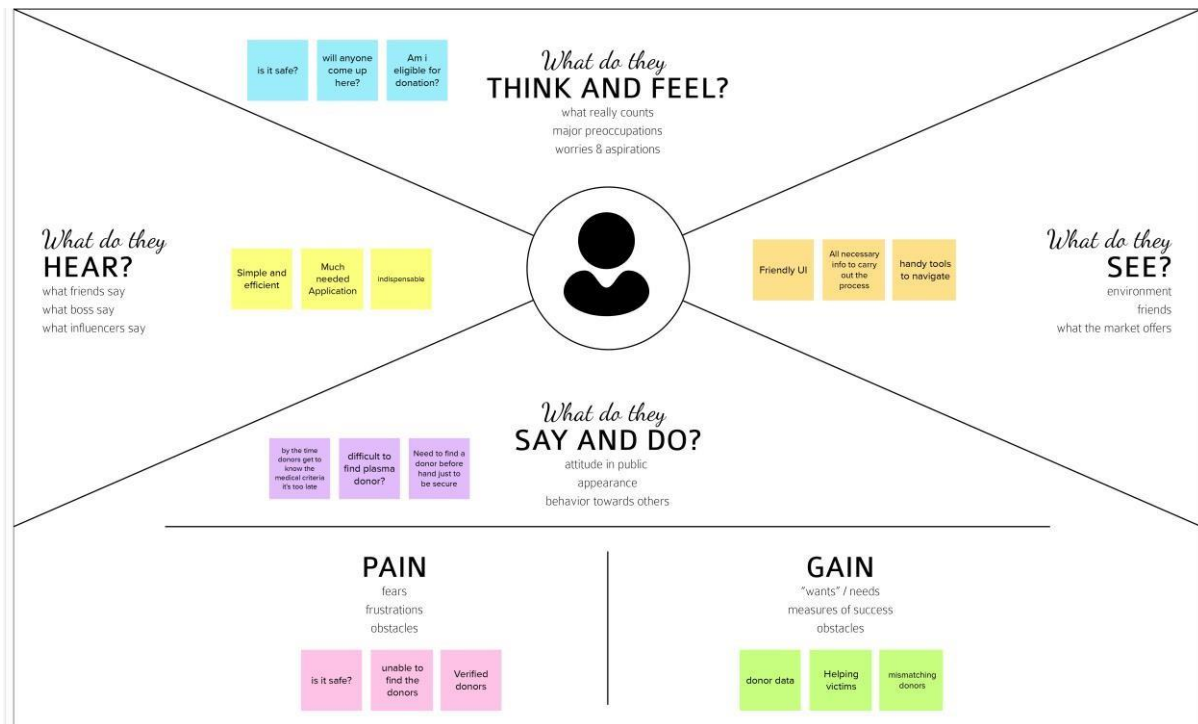 is it safe?
will anyone
come up
here?
Am i
eligible for
donation?
What do they
THINK AND FEEL?
what really counts
major preoccupations
worries & aspirations
What do they
HEAR?
what friends say
what boss say
what influencers say
Simple and
efficient
Much
needed
Application
indispensable
Friendly UI
All necessary
info to carry
out the
process
handy tools
to navigate
What do they
SEE?
environment
friends
what the market offers
What do they
SAY AND DO?
attitude in public
appearance
behavior towards others
by the time
donors get to
know the
medical criteria
it's too late
difficult to
find plasma
donor?
Need to find a
donor before
hand just to
be secure
PAIN
fears
frustrations
obstacles
is it safe?
unable to
find the
donors
Verified
donors
GAIN
"wants" / needs
measures of success
obstacles
donor data
Helping
victims
mismatching
donors